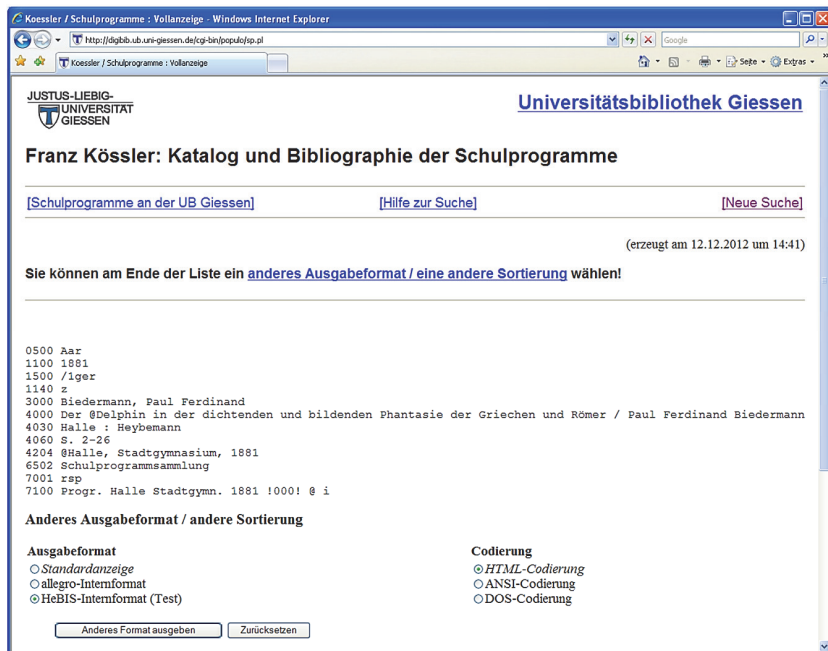 Koessler / Schulprogramme : Vollanzeige - Windows Internet Explorer
http://digibib.ub.uni-giessen.de/cgi-bin/populo/sp.pl
Google
Koessler / Schulprogramme : Vollanzeige
Seite
Extras
JUSTUS-LIEBIG-
UNIVERSITÄT
GIESSEN
Universitätsbibliothek Giessen
Franz Kössler: Katalog und Bibliographie der Schulprogramme
[Schulprogramme an der UB Giessen] [Hilfe zur Suche] [Neue Suche]
(erzeugt am 12.12.2012 um 14:41)
Sie können am Ende der Liste ein anderes Ausgabeformat / eine andere Sortierung wählen!
0500 Aar
1100 1881
1500 /1ger
1140 z
3000 Biedermann, Paul Ferdinand
4000 Der @Delphin in der dichtenden und bildenden Phantasie der Griechen und Römer / Paul Ferdinand Biedermann
4030 Halle : Heybemann
4060 S. 2-26
4204 @Halle, Stadtgymnasium, 1881
6502 Schulprogrammsammlung
7001 rsp
7100 Progr. Halle Stadtgymn. 1881 !000! @ i
Anderes Ausgabeformat / andere Sortierung
Ausgabeformat Codierung
Standardanzeige HTML-Codierung
allegro-Internformat ANSI-Codierung
HeBIS-Internformat (Test) DOS-Codierung
Anderes Format ausgeben Zurücksetzen